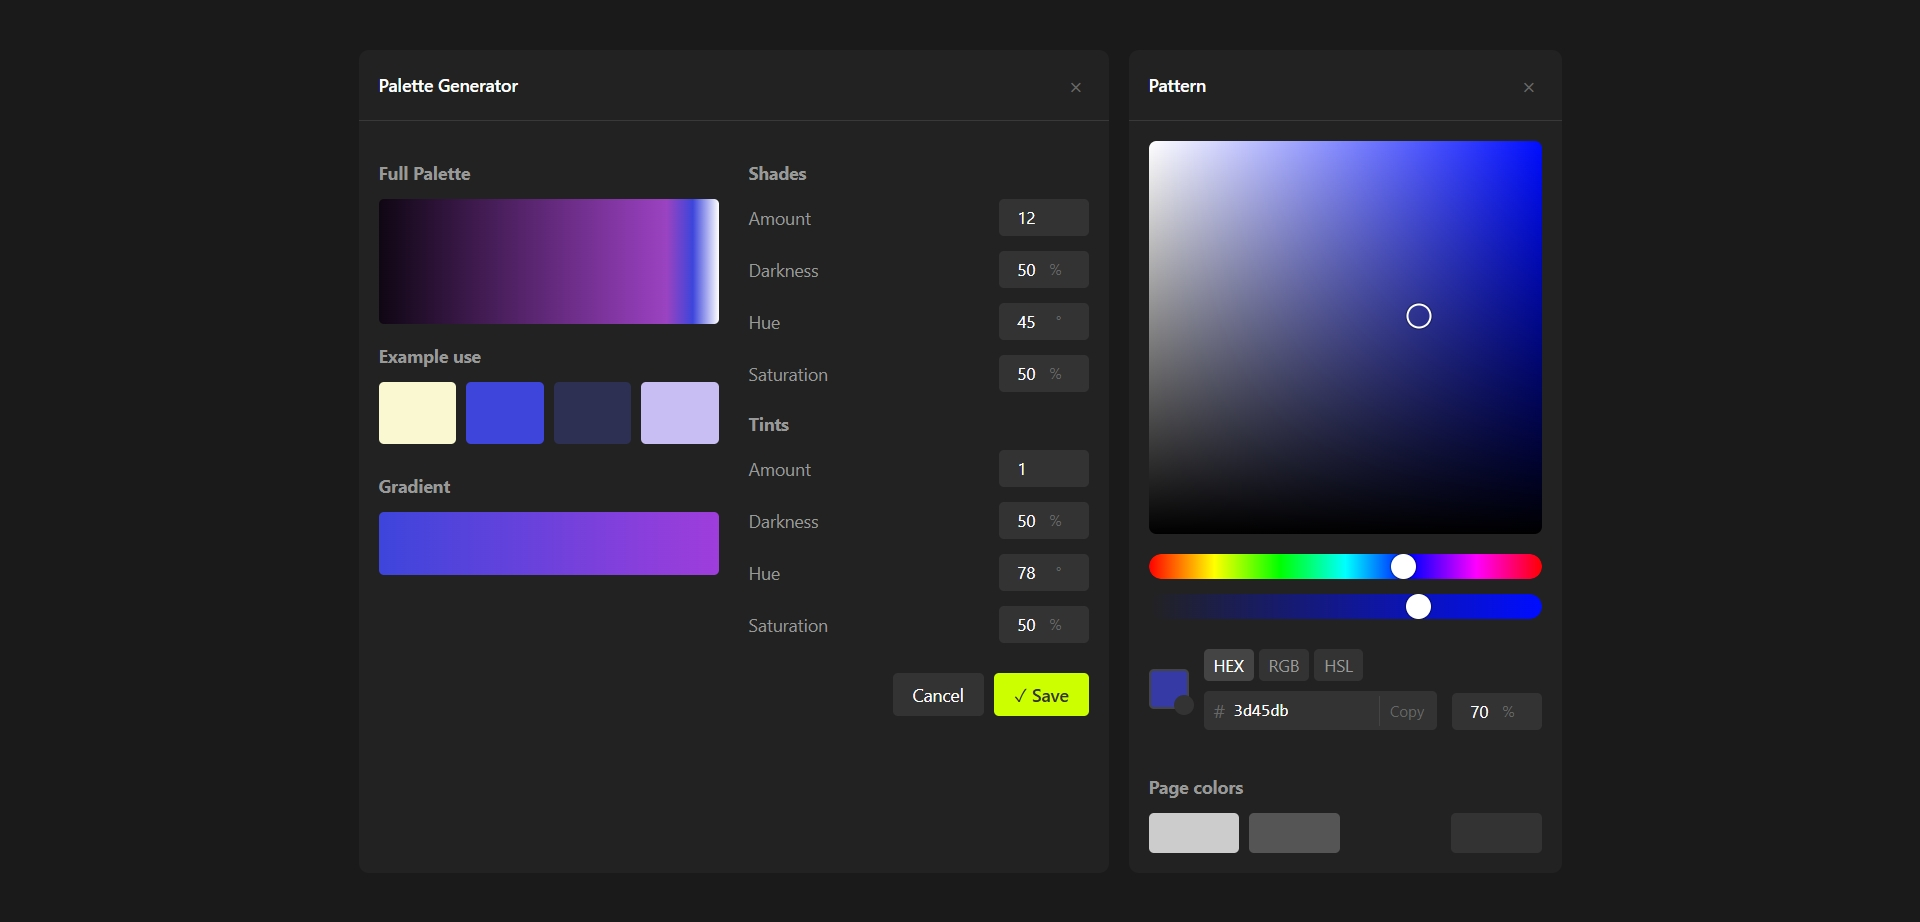 Palette Generator ×
Full Palette
Example use
Gradient
Shades
Amount 12
Darkness 50 %
Hue 45 °
Saturation 50 %
Tints
Amount 1
Darkness 50 %
Hue 78 °
Saturation 50 %
Cancel ✓ Save
Pattern ×
HEX RGB HSL
# 3d45db Copy 70 %
Page colors